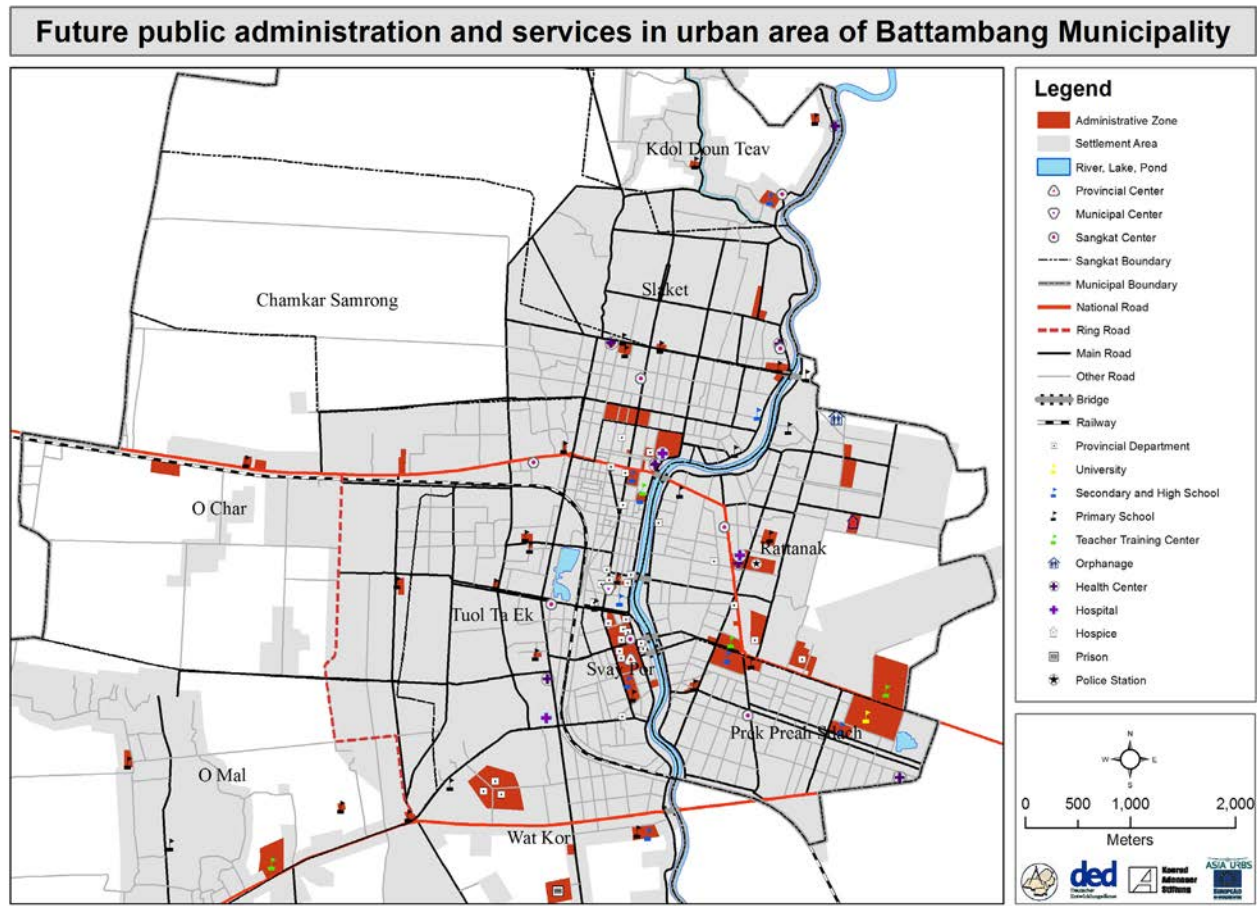 Future public administration and services in urban area of Battambang Municipality
Kdol Doun Teav
Slaket
Chamkar Samrong
O Char
Rattanak
Tuol Ta Ek
Svay Por
Prek Preah Sdach
O Mal
Wat Kor
Legend
Administrative Zone
Settlement Area
River, Lake, Pond
Provincial Center
Municipal Center
Sangkat Center
Sangkat Boundary
Municipal Boundary
National Road
Ring Road
Main Road
Other Road
Bridge
Railway
Provincial Department
University
Secondary and High School
Primary School
Teacher Training Center
Orphanage
Health Center
Hospital
Hospice
Prison
Police Station
N
W E
S
0 500 1,000 2,000
Meters
ded
Deutscher
Entwicklungsdienst
Konrad
Adenauer
Stiftung
ASIA URBS